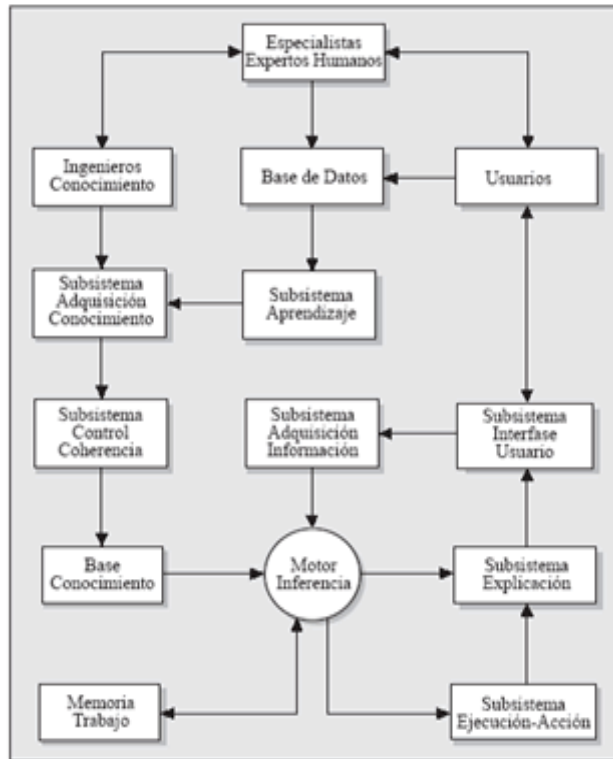 Especialistas
Expertos Humanos
Ingenieros
Conocimiento
Base de Datos
Usuarios
Subsistema
Adquisición
Conocimiento
Subsistema
Aprendizaje
Subsistema
Control
Coherencia
Subsistema
Adquisición
Información
Subsistema
Interfase
Usuario
Base
Conocimiento
Motor
Inferencia
Subsistema
Explicación
Memoria
Trabajo
Subsistema
Ejecución-Acción